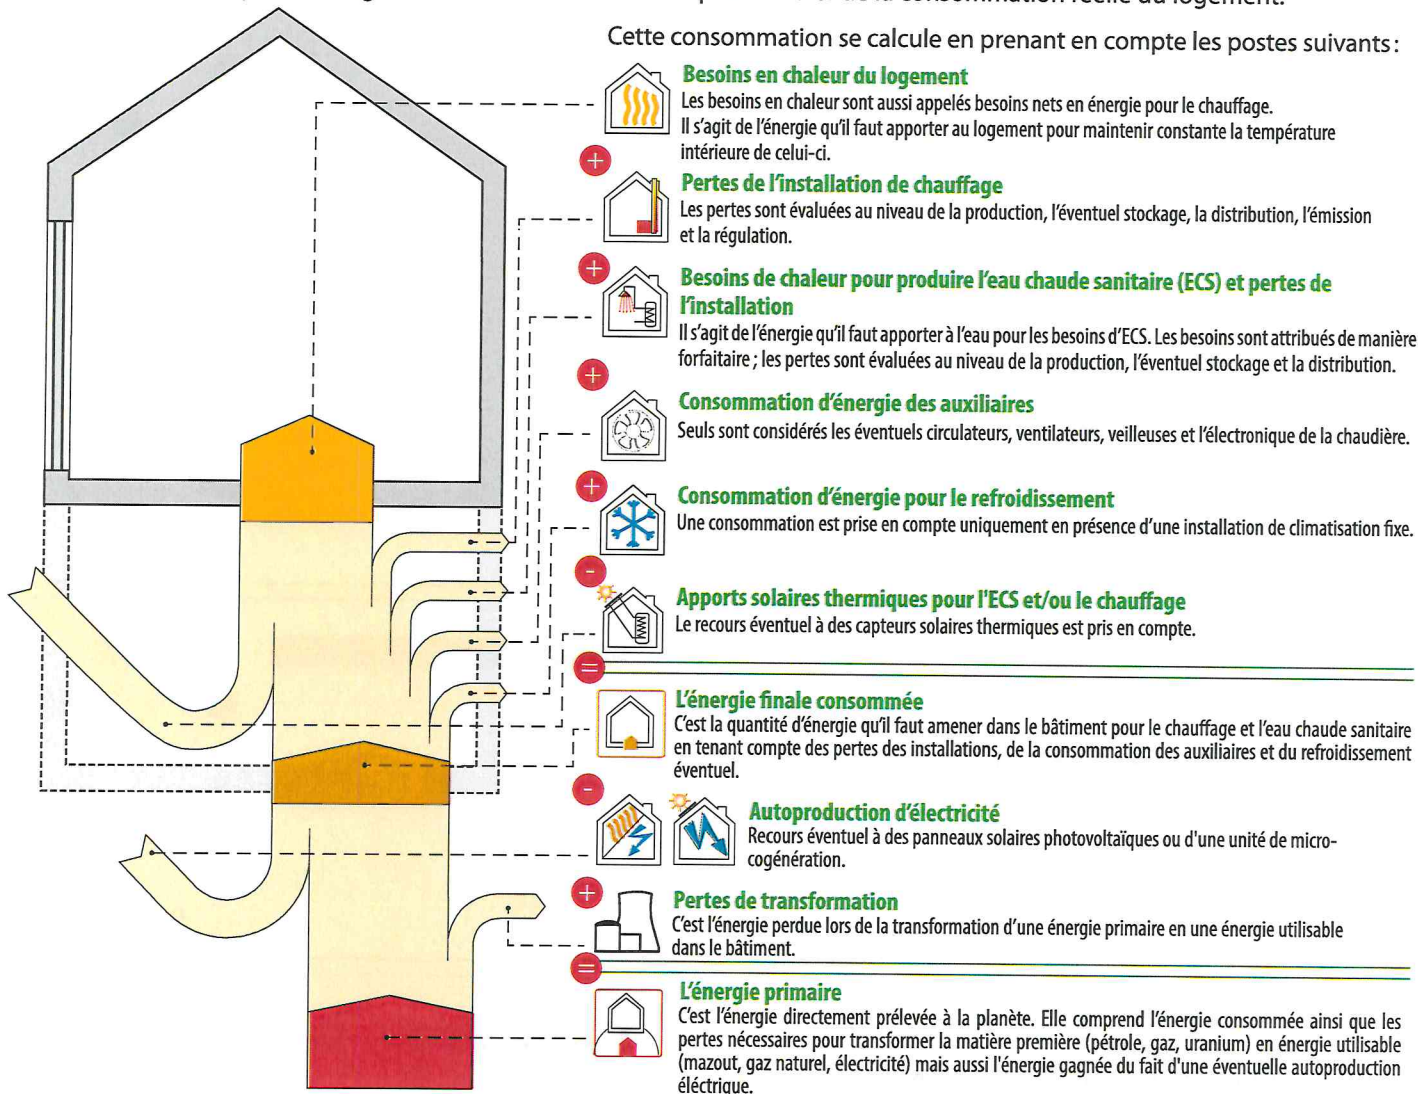 de la consommation réelle du logement.
Cette consommation se calcule en prenant en compte les postes suivants :
Besoins en chaleur du logement
Les besoins en chaleur sont aussi appelés besoins nets en énergie pour le chauffage.
Il s'agit de l'énergie qu'il faut apporter au logement pour maintenir constante la température
intérieure de celui-ci.
+
Pertes de l'installation de chauffage
Les pertes sont évaluées au niveau de la production, l'éventuel stockage, la distribution, l'émission
et la régulation.
+
Besoins de chaleur pour produire l'eau chaude sanitaire (ECS) et pertes de
l'installation
Il s'agit de l'énergie qu'il faut apporter à l'eau pour les besoins d'ECS. Les besoins sont attribués de manière
forfaitaire ; les pertes sont évaluées au niveau de la production, l'éventuel stockage et la distribution.
+
Consommation d'énergie des auxiliaires
Seuls sont considérés les éventuels circulateurs, ventilateurs, veilleuses et l'électronique de la chaudière.
+
Consommation d'énergie pour le refroidissement
Une consommation est prise en compte uniquement en présence d'une installation de climatisation fixe.
-
Apports solaires thermiques pour l'ECS et/ou le chauffage
Le recours éventuel à des capteurs solaires thermiques est pris en compte.
=
L'énergie finale consommée
C'est la quantité d'énergie qu'il faut amener dans le bâtiment pour le chauffage et l'eau chaude sanitaire
en tenant compte des pertes des installations, de la consommation des auxiliaires et du refroidissement
éventuel.
-
Autoproduction d'électricité
Recours éventuel à des panneaux solaires photovoltaïques ou d'une unité de micro-
cogénération.
+
Pertes de transformation
C'est l'énergie perdue lors de la transformation d'une énergie primaire en une énergie utilisable
dans le bâtiment.
=
L'énergie primaire
C'est l'énergie directement prélevée à la planète. Elle comprend l'énergie consommée ainsi que les
pertes nécessaires pour transformer la matière première (pétrole, gaz, uranium) en énergie utilisable
(mazout, gaz naturel, électricité) mais aussi l'énergie gagnée du fait d'une éventuelle autoproduction
éléctrique.